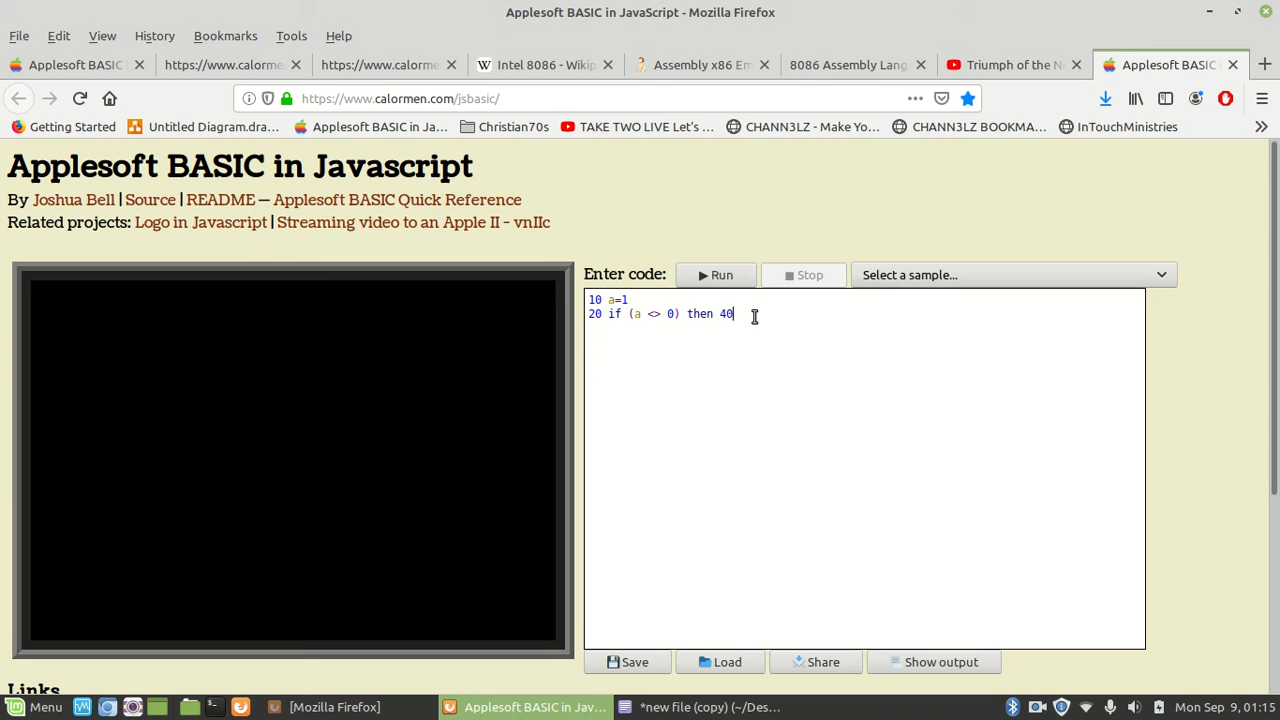 Applesoft BASIC in JavaScript - Mozilla Firefox
File Edit View History Bookmarks Tools Help
Applesoft BASIC i https://www.calorme https://www.calorme Intel 8086 - Wikip Assembly x86 Em 8086 Assembly Lang Triumph of the N Applesoft BASIC i
https://www.calormen.com/jsbasic/
Getting Started Untitled Diagram.dra... Applesoft BASIC in Ja... Christian70s TAKE TWO LIVE Let's ... CHANN3LZ - Make Yo... CHANN3LZ BOOKMA... InTouchMinistries
Applesoft BASIC in Javascript
By Joshua Bell | Source | README — Applesoft BASIC Quick Reference
Related projects: Logo in Javascript | Streaming video to an Apple II - vnIIc
Enter code: Run Stop Select a sample...
10 a=1
20 if (a <> 0) then 40
Save Load Share Show output
Links
Menu [Mozilla Firefox] Applesoft BASIC in Jav... *new file (copy) (~/Des... Mon Sep 9, 01:15